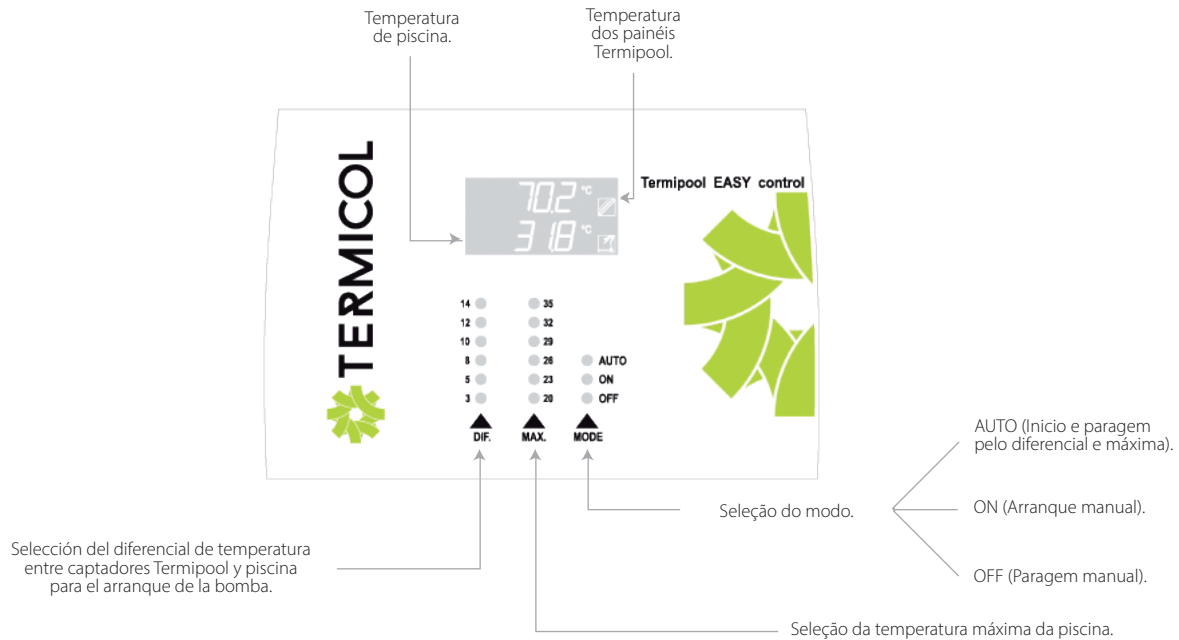 Temperatura
de piscina.
Temperatura
dos painéis
Termipool.
TERMICOL
70.2 °C
31.8 °C
Termipool EASY control
14
12
10
8
5
3
35
32
29
26
23
20
AUTO
ON
OFF
DIF.
MAX.
MODE
AUTO (Inicio e paragem
pelo diferencial e máxima).
Seleção do modo.
ON (Arranque manual).
OFF (Paragem manual).
Selección del diferencial de temperatura
entre captadores Termipool y piscina
para el arranque de la bomba.
Seleção da temperatura máxima da piscina.